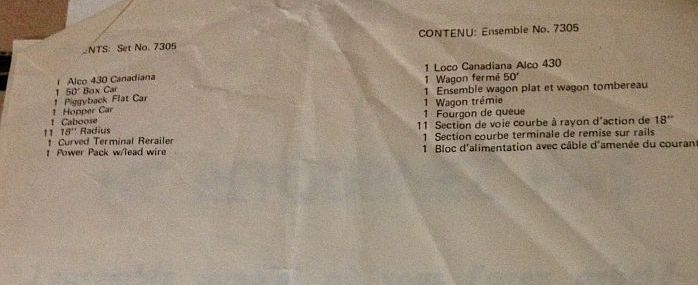 NTS: Set No. 7305
1 Alco 430 Canadiana
1 50' Box Car
1 Piggyback Flat Car
1 Hopper Car
1 Caboose
11 18" Radius
1 Curved Terminal Rerailer
1 Power Pack w/lead wire
CONTENU: Ensemble No. 7305
1 Loco Canadiana Alco 430
1 Wagon fermé 50'
1 Ensemble wagon plat et wagon tombereau
1 Wagon trémie
1 Fourgon de queue
11 Section de voie courbe à rayon d'action de 18"
1 Section courbe terminale de remise sur rails
1 Bloc d'alimentation avec câble d'amenée du courant